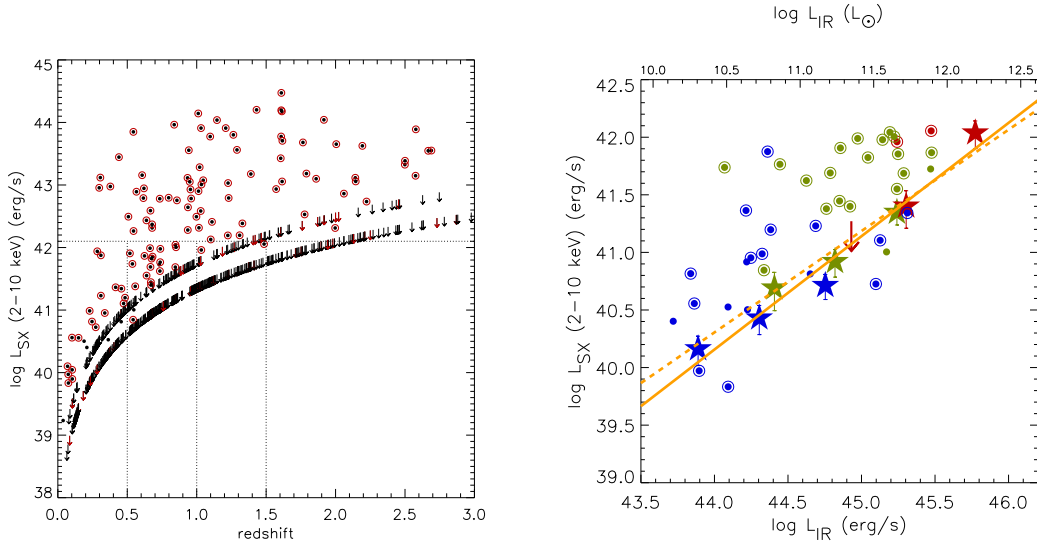 log L_IR (L_⊙)
45
44
43
42
41
40
39
38
log L_SX (2−10 keV) (erg/s)
0.0 0.5 1.0 1.5 2.0 2.5 3.0
redshift
10.0 10.5 11.2 11.6 12.2 12.6
42.5
42.0
41.5
41.0
40.5
40.0
39.5
39.0
log L_SX (2−10 keV) (erg/s)
43.5 44.0 44.5 45.0 45.5 46.0
log L_IR (erg/s)